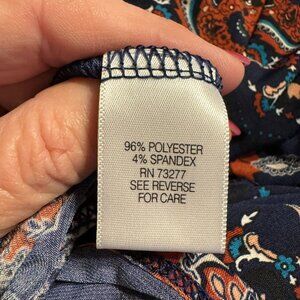 96% POLYESTER
4% SPANDEX
RN 73277
SEE REVERSE
FOR CARE